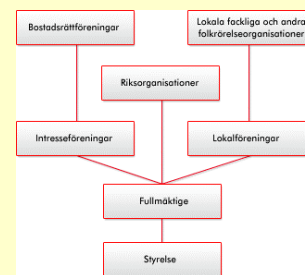 Bostadsrättföreningar
Lokala fackliga och andra
folkrörelseorganisationer
Riksorganisationer
Intresseföreningar
Lokalföreningar
Fullmäktige
Styrelse